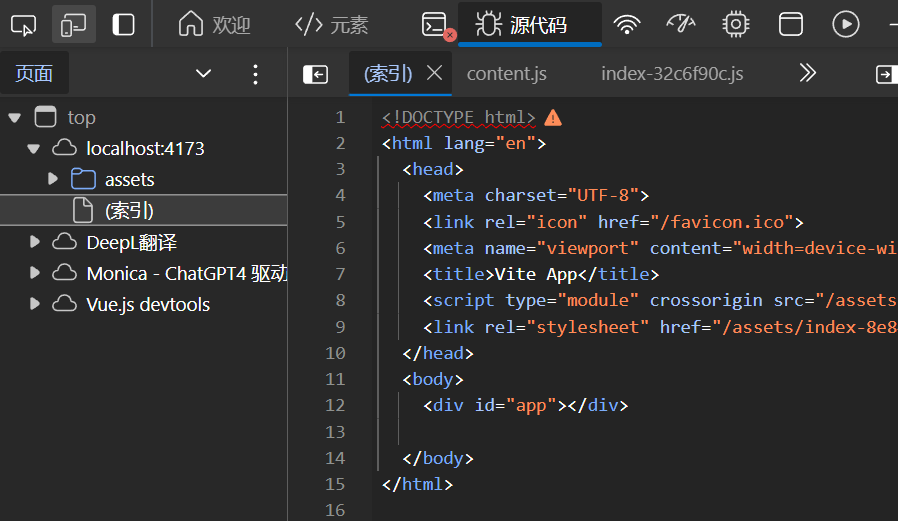 欢迎 元素 源代码
页面 (索引) content.js index-32c6f90c.js
top
localhost:4173
assets
(索引)
DeepL翻译
Monica - ChatGPT4 驱动
Vue.js devtools
1 <!DOCTYPE html>
2 <html lang="en">
3 <head>
4 <meta charset="UTF-8">
5 <link rel="icon" href="/favicon.ico">
6 <meta name="viewport" content="width=device-wi
7 <title>Vite App</title>
8 <script type="module" crossorigin src="/assets
9 <link rel="stylesheet" href="/assets/index-8e8
10 </head>
11 <body>
12 <div id="app"></div>
13
14 </body>
15 </html>
16